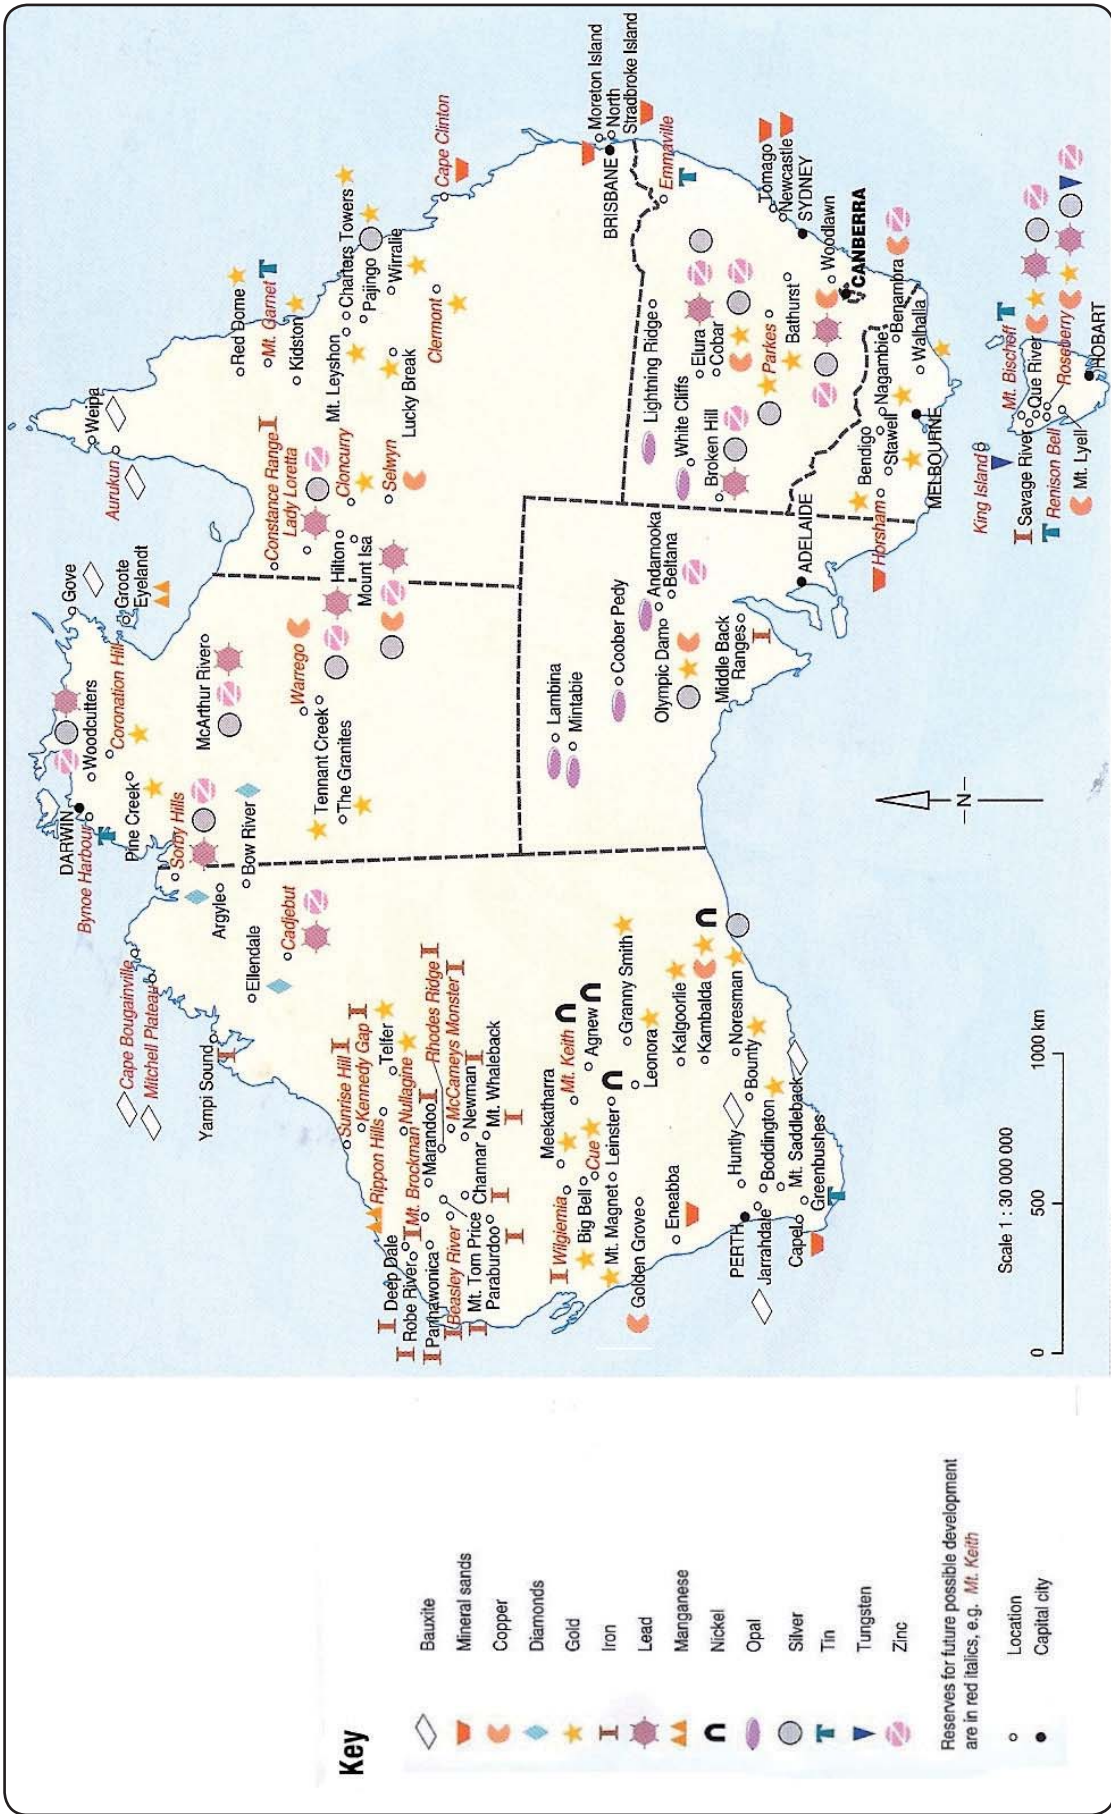 Key
Bauxite
Mineral sands
Copper
Diamonds
Gold
Iron
Lead
Manganese
Nickel
Opal
Silver
Tin
Tungsten
Zinc
Reserves for future possible development
are in red italics, e.g. Mt. Keith
Location
Capital city
DARWIN
Bynoe Harbour
Woodcutters
Coronation Hill
Pine Creek
Gove
Groote
Eyelandt
McArthur River
Warrego
Tennant Creek
The Granites
Cape Bougainville
Mitchell Plateau
Yampi Sound
Sorby Hills
Argyle
Bow River
Ellendale
Cadjebut
Sunrise Hill
Kennedy Gap
Rippon Hills
Telfer
Nullagine
Mt. Brockman
Marandoo
Rhodes Ridge
McCameys Monster
Newman
Mt. Whaleback
Deep Dale
Robe River
Pannawonica
Beasley River
Mt. Tom Price
Channar
Paraburdoo
Meekatharra
Mt. Keith
Agnew
Wilgiemia
Big Bell
Cue
Mt. Magnet
Leinster
Leonora
Granny Smith
Golden Grove
Eneabba
Kalgoorlie
Kambalda
Noresman
Bounty
Huntly
PERTH
Jarrahdale
Boddington
Mt. Saddleback
Capel
Greenbushes
Weipa
Aurukun
Red Dome
Mt. Garnet
Kidston
Constance Range
Lady Loretta
Cloncurry
Hilton
Mount Isa
Selwyn
Mt. Leyshon
Charters Towers
Pajingo
Wirralie
Lucky Break
Clermont
Cape Clinton
BRISBANE
Moreton Island
North
Stradbroke Island
Lambina
Mintabie
Coober Pedy
Andamooka
Beltana
Olympic Dam
Middle Back
Ranges
ADELAIDE
Emmaville
Lightning Ridge
White Cliffs
Elura
Cobar
Broken Hill
Parkes
Bathurst
Tomago
Newcastle
SYDNEY
Woodlawn
CANBERRA
Benambra
Nagambie
Walhalla
Bendigo
Stawell
Horsham
MELBOURNE
King Island
Mt. Bischoff
Savage River
Que River
Renison Bell
Rosebery
Mt. Lyell
HOBART
–N–
Scale 1 : 30 000 000
0
500
1000 km